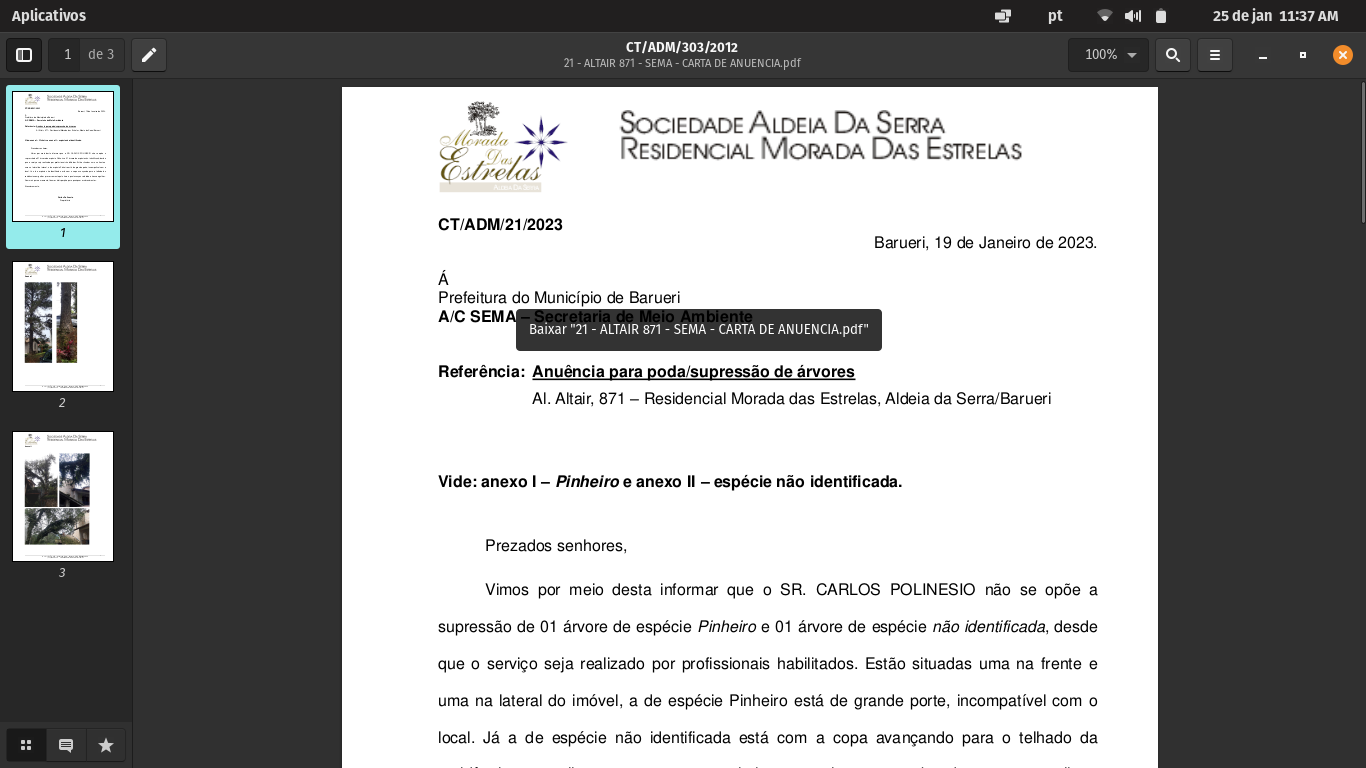 Aplicativos
pt
25 de jan 11:37 AM
1 de 3
CT/ADM/303/2012
21 - ALTAIR 871 - SEMA - CARTA DE ANUENCIA.pdf
100%
1
2
3
Morada
Das
Estrelas
ALDEIA DA SERRA
SOCIEDADE ALDEIA DA SERRA
RESIDENCIAL MORADA DAS ESTRELAS
CT/ADM/21/2023
Barueri, 19 de Janeiro de 2023.
Á
Prefeitura do Município de Barueri
A/C SEMA – Secretaria de Meio Ambiente
Baixar "21 - ALTAIR 871 - SEMA - CARTA DE ANUENCIA.pdf"
Referência: Anuência para poda/supressão de árvores
Al. Altair, 871 – Residencial Morada das Estrelas, Aldeia da Serra/Barueri
Vide: anexo I – Pinheiro e anexo II – espécie não identificada.
Prezados senhores,
Vimos por meio desta informar que o SR. CARLOS POLINESIO não se opõe a
supressão de 01 árvore de espécie Pinheiro e 01 árvore de espécie não identificada, desde
que o serviço seja realizado por profissionais habilitados. Estão situadas uma na frente e
uma na lateral do imóvel, a de espécie Pinheiro está de grande porte, incompatível com o
local. Já a de espécie não identificada está com a copa avançando para o telhado da